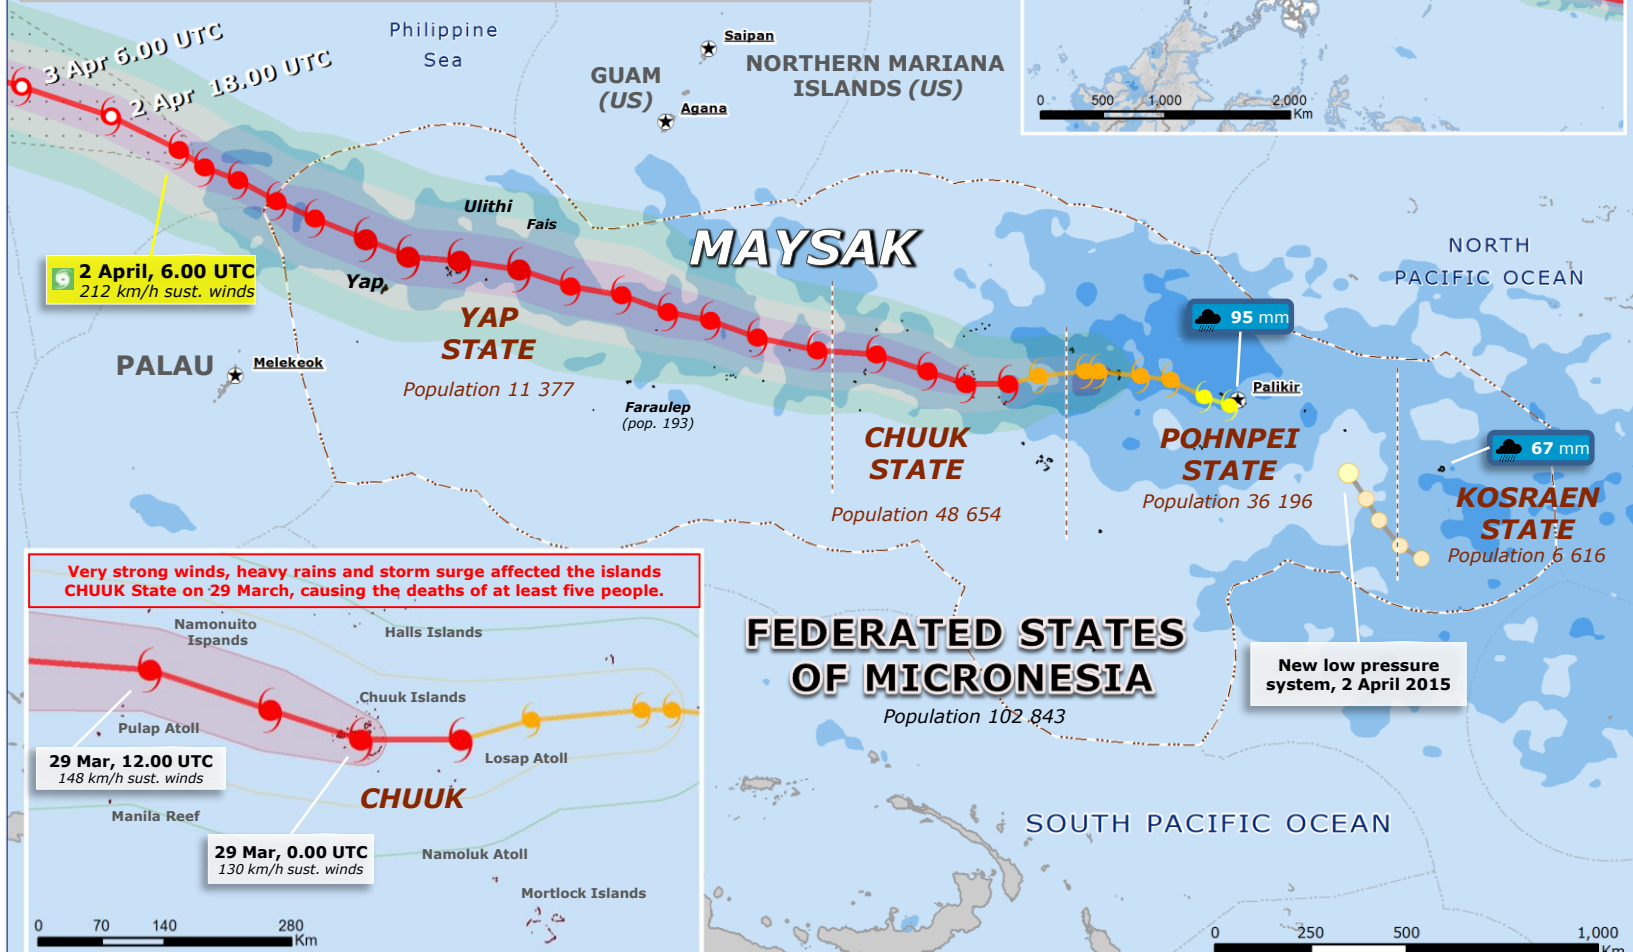 3 Apr 6.00 UTC
2 Apr 18.00 UTC
Philippine
Sea
Saipan
GUAM
(US)
NORTHERN MARIANA
ISLANDS (US)
Agana
0 500 1,000 2,000
Km
Ulithi
Fais
MAYSAK
NORTH
PACIFIC OCEAN
2 April, 6.00 UTC
212 km/h sust. winds
Yap
YAP
STATE
Population 11 377
95 mm
PALAU
Melekeok
Palikir
Faraulep
(pop. 193)
CHUUK
STATE
Population 48 654
POHNPEI
STATE
Population 36 196
67 mm
KOSRAEN
STATE
Population 6 616
Very strong winds, heavy rains and storm surge affected the islands
CHUUK State on 29 March, causing the deaths of at least five people.
Namonuito
Ispands
Halls Islands
Chuuk Islands
Pulap Atoll
Losap Atoll
29 Mar, 12.00 UTC
148 km/h sust. winds
CHUUK
Manila Reef
29 Mar, 0.00 UTC
130 km/h sust. winds
Namoluk Atoll
Mortlock Islands
0 70 140 280
Km
FEDERATED STATES
OF MICRONESIA
Population 102 843
New low pressure
system, 2 April 2015
SOUTH PACIFIC OCEAN
0 250 500 1,000
Km